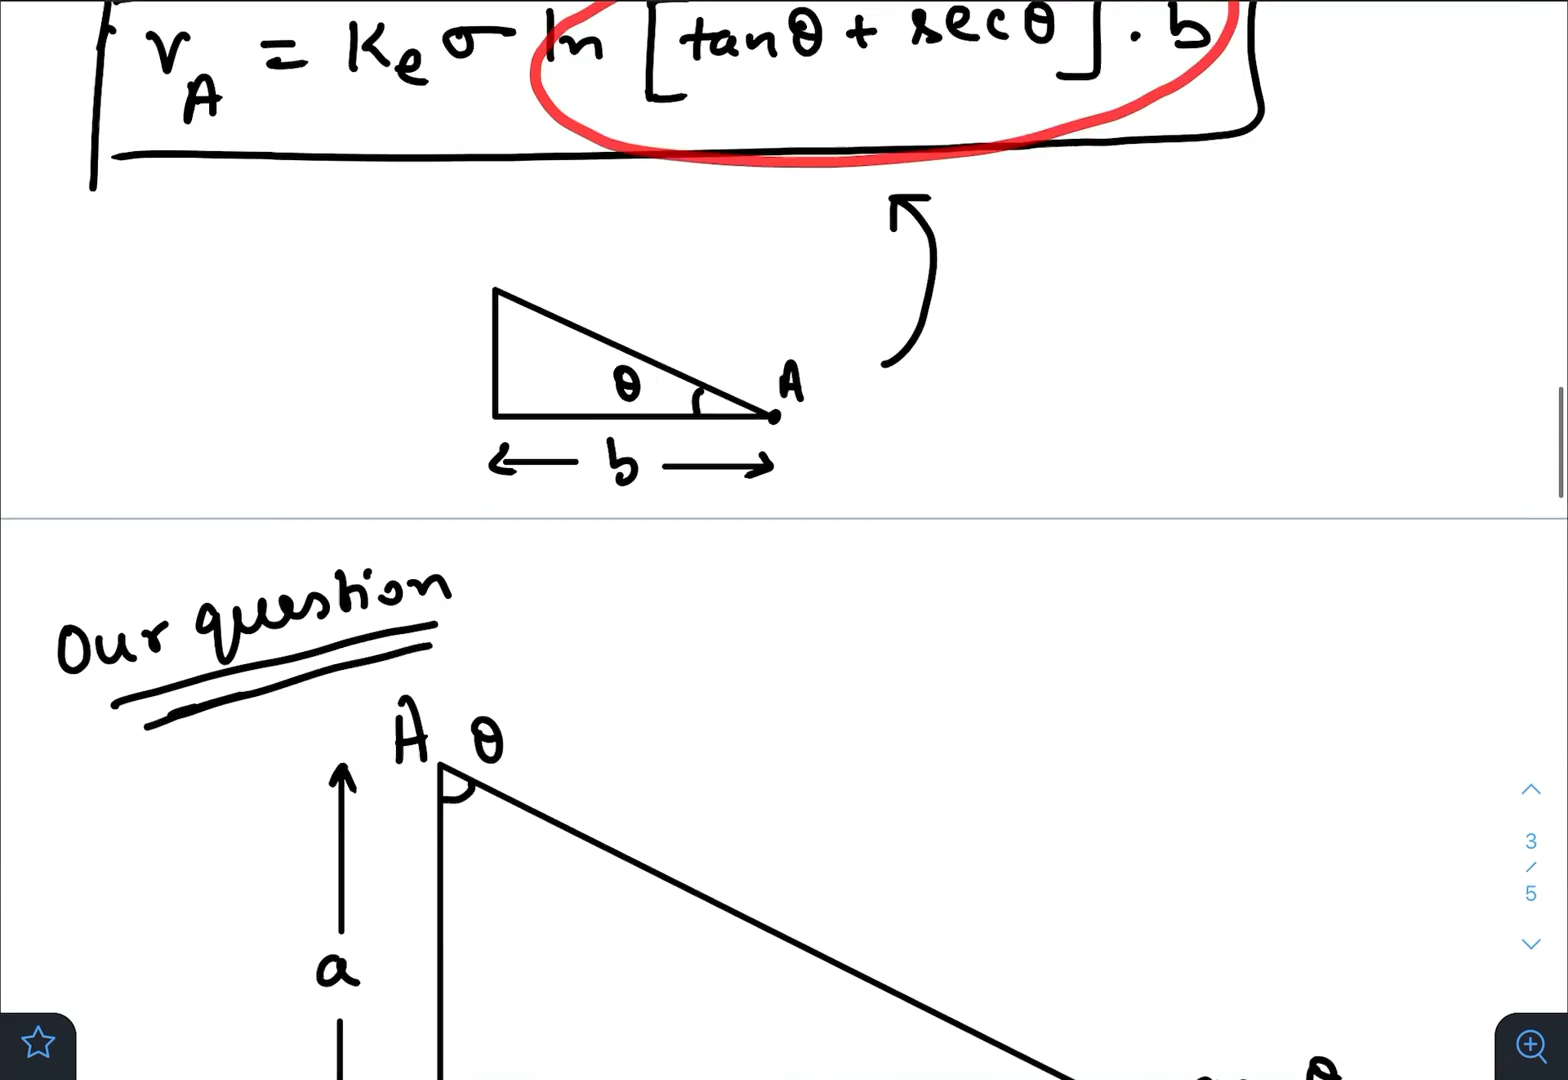 V_A = K_e σ ln [tanθ + secθ] . b
θ A
b
Our question
A θ
a
3
/
5